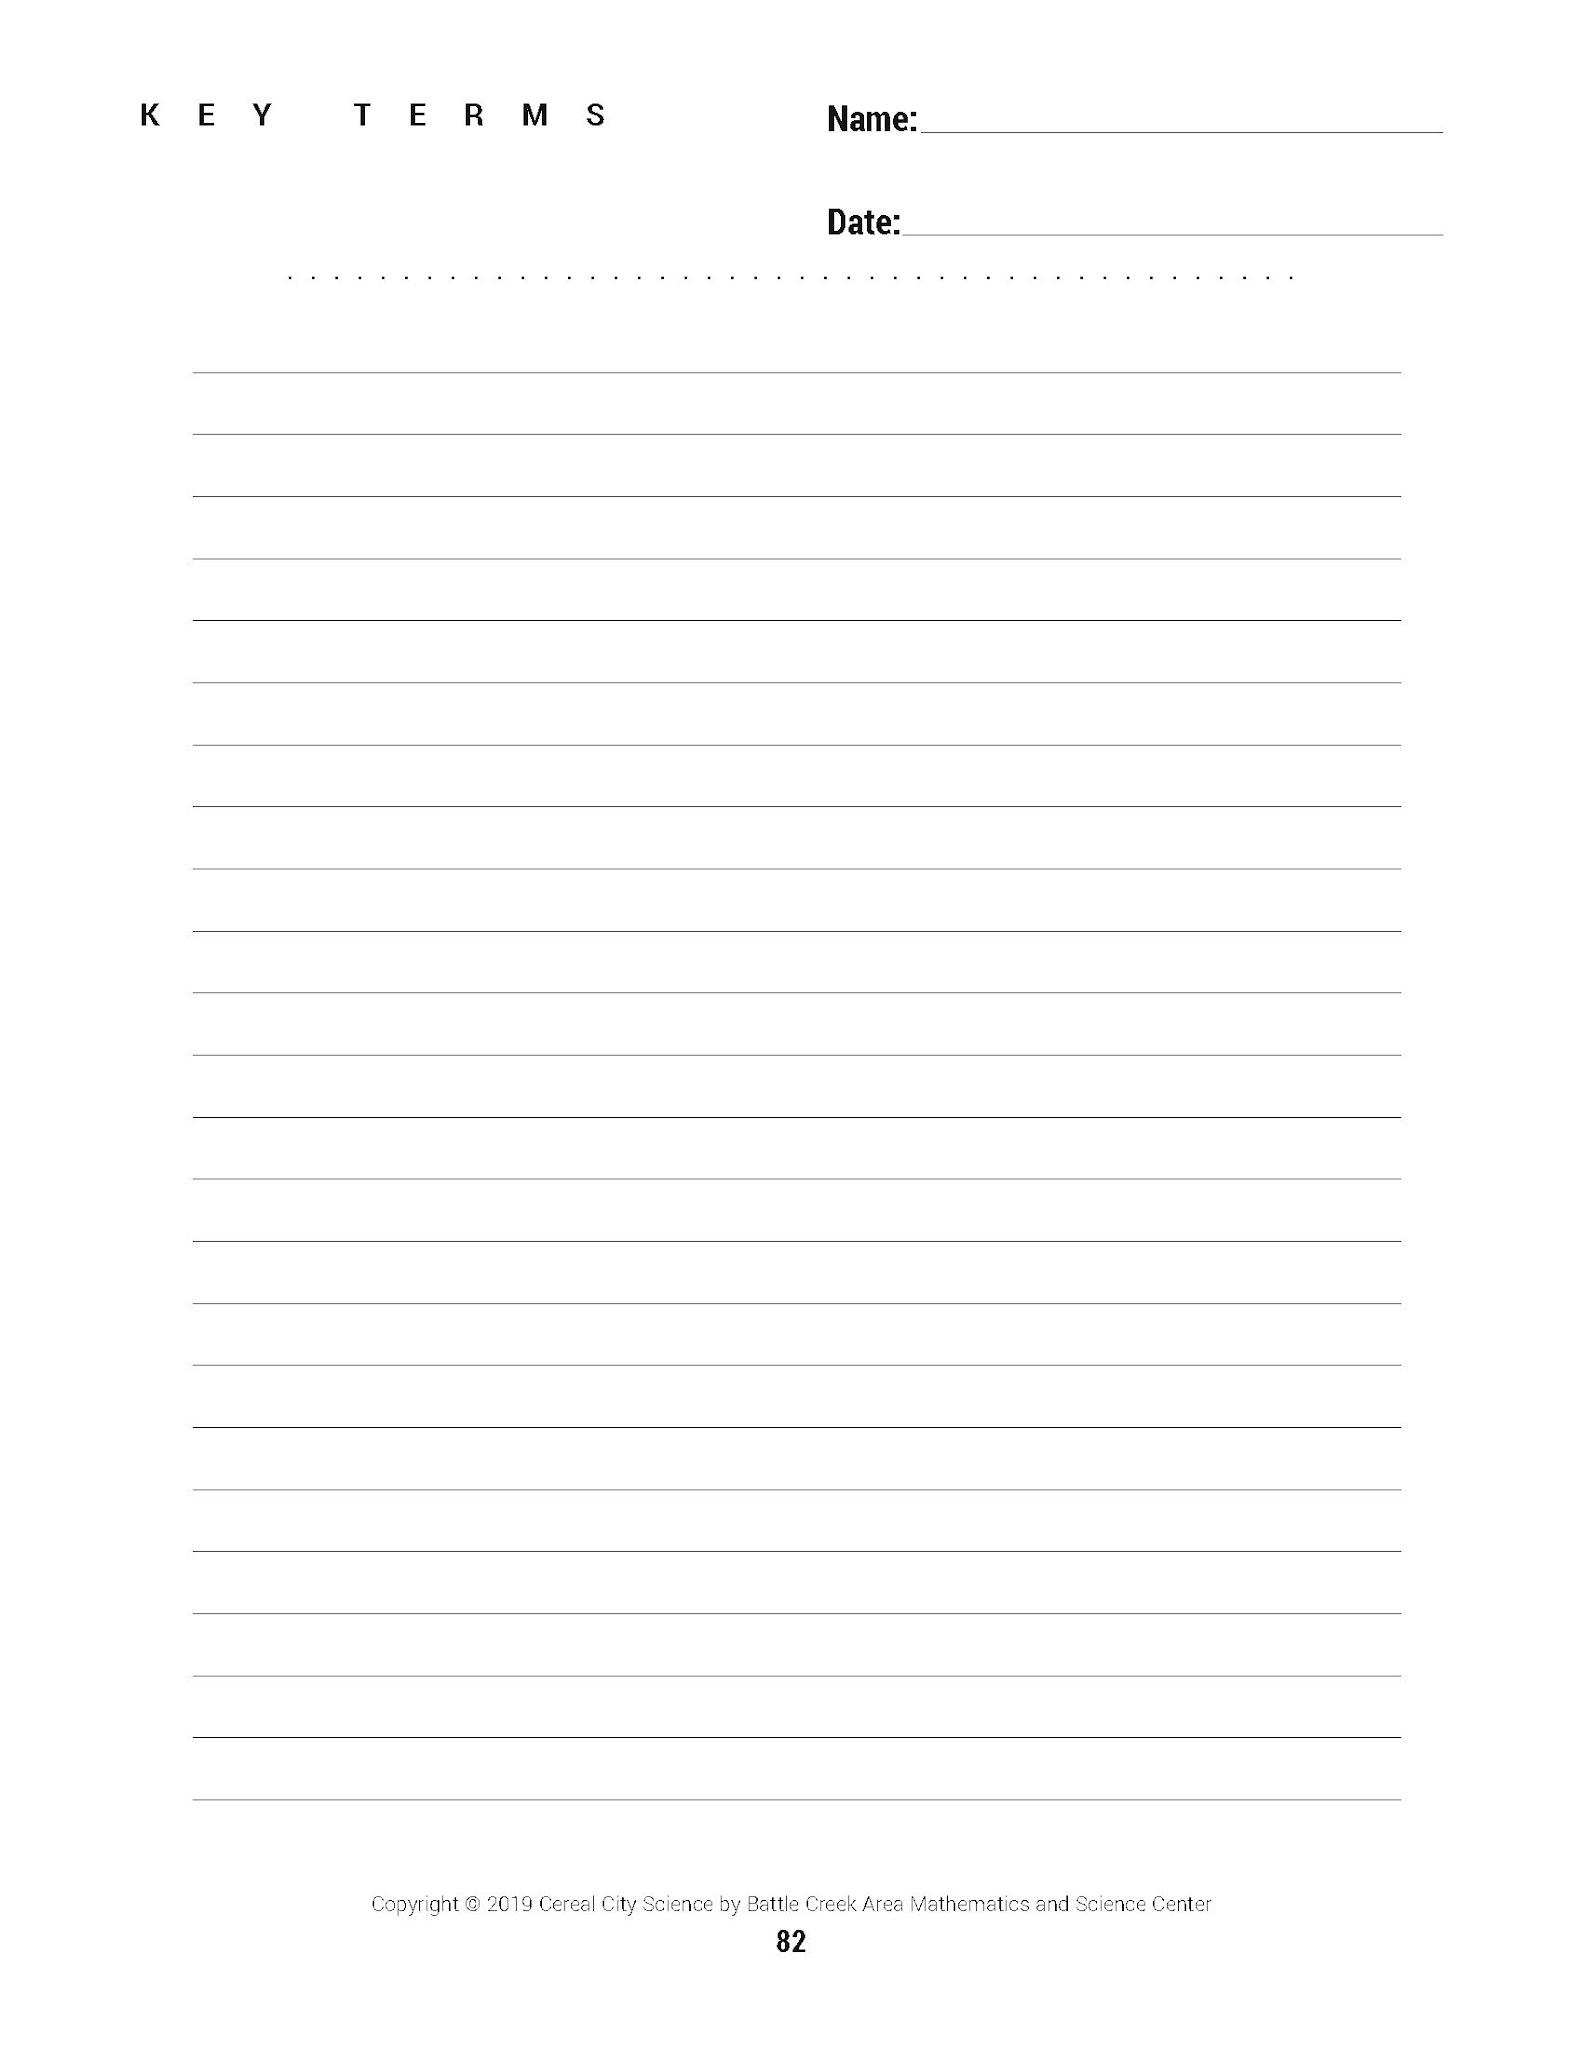 KEY TERMS
Name:
Date:
Copyright © 2019 Cereal City Science by Battle Creek Area Mathematics and Science Center
82